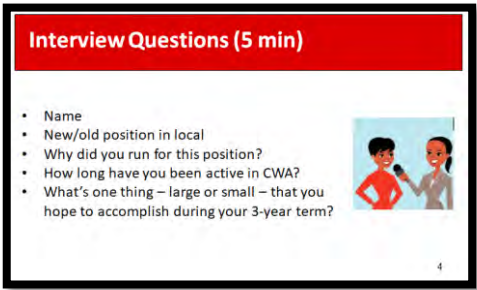 Interview Questions (5 min)
• Name
• New/old position in local
• Why did you run for this position?
• How long have you been active in CWA?
• What's one thing – large or small – that you
hope to accomplish during your 3-year term?
4